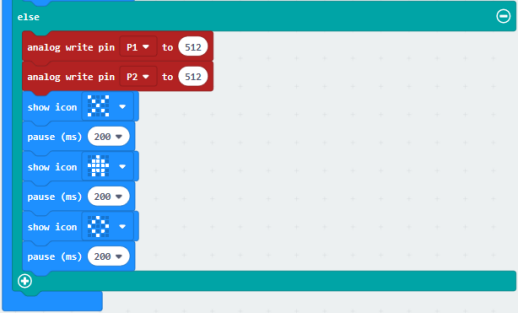 else
analog write pin P1 to 512
analog write pin P2 to 512
show icon
pause (ms) 200
show icon
pause (ms) 200
show icon
pause (ms) 200